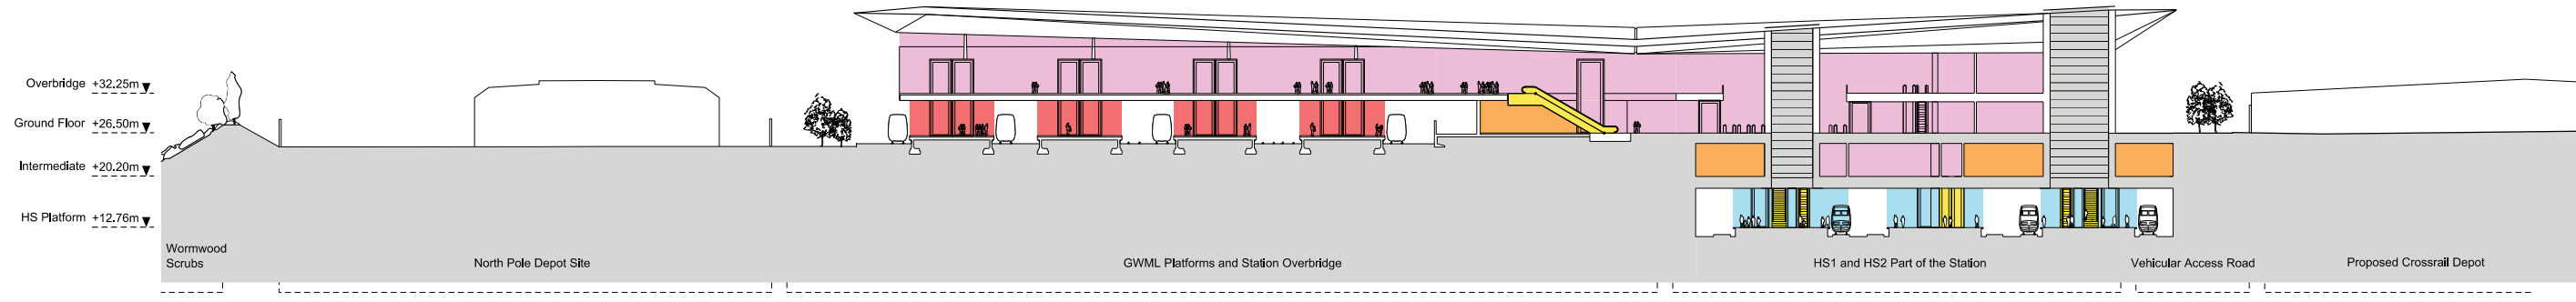 Overbridge +32.25m
Ground Floor +26.50m
Intermediate +20.20m
HS Platform +12.76m
Wormwood
Scrubs
North Pole Depot Site
GWML Platforms and Station Overbridge
HS1 and HS2 Part of the Station
Vehicular Access Road
Proposed Crossrail Depot